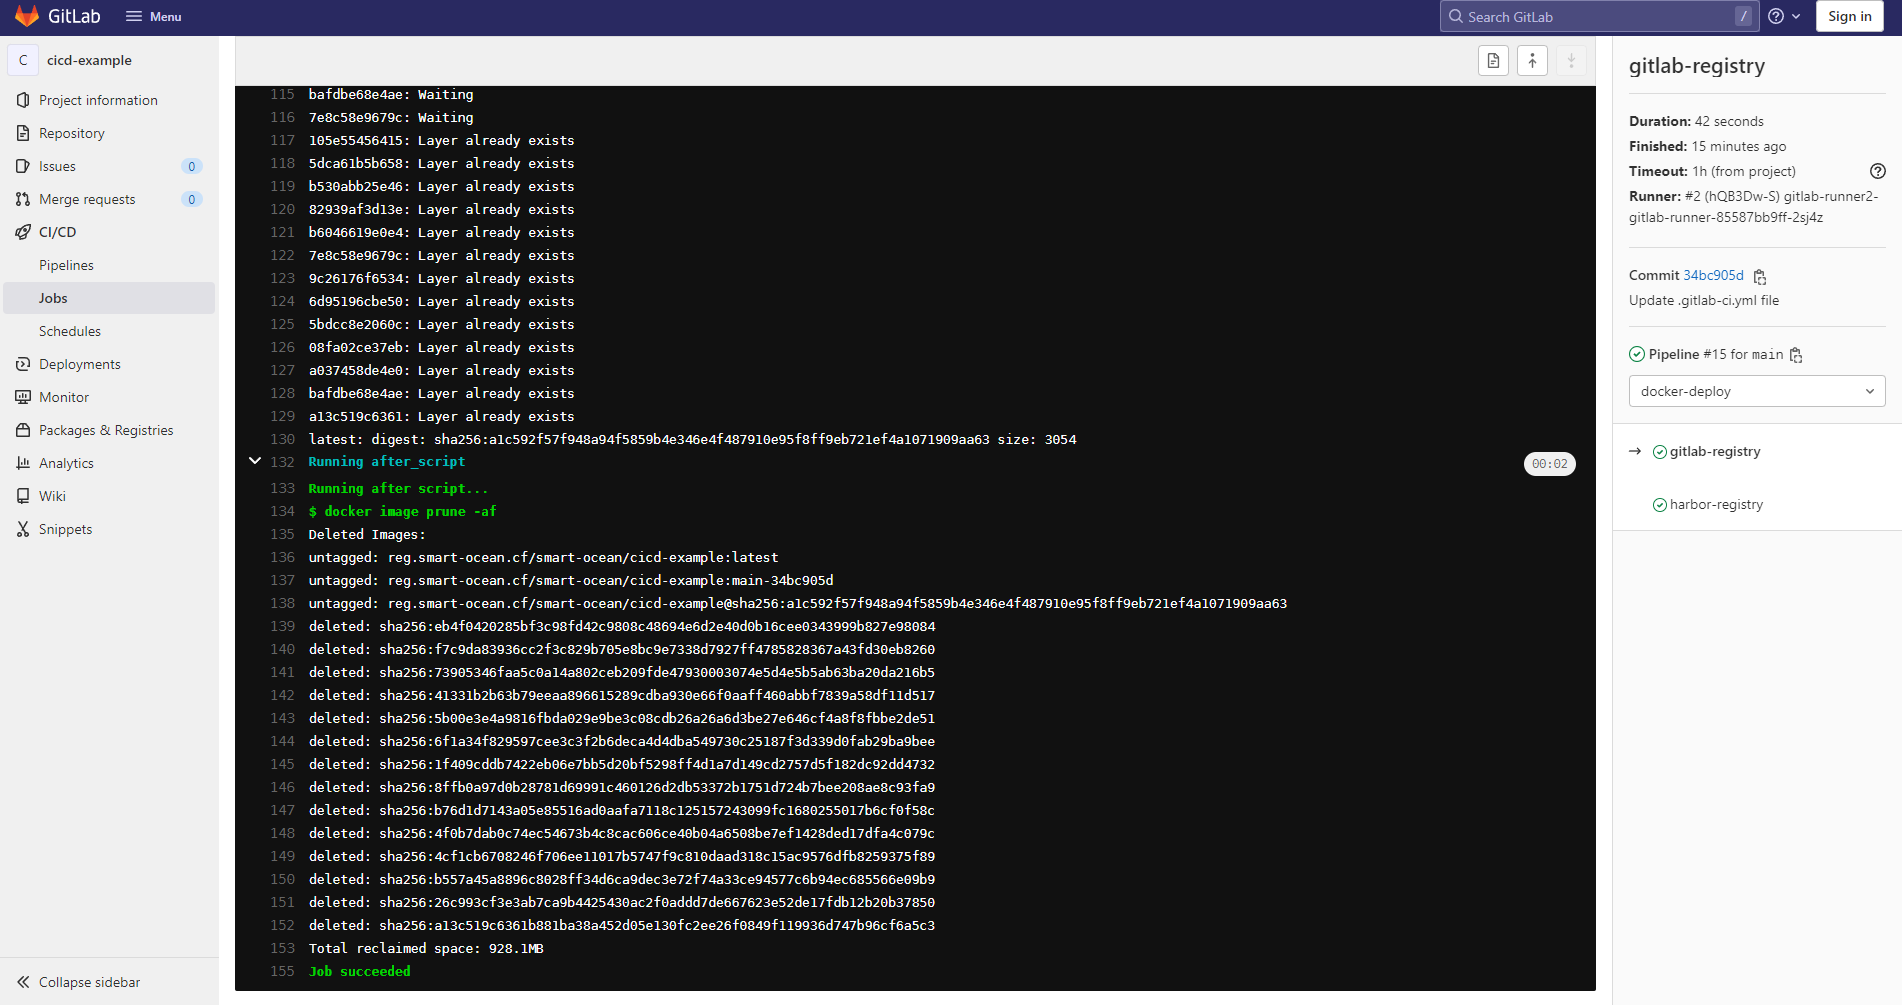 GitLab
Menu
Search GitLab
/
Sign in
C
cicd-example
Project information
Repository
Issues 0
Merge requests 0
CI/CD
Pipelines
Jobs
Schedules
Deployments
Monitor
Packages & Registries
Analytics
Wiki
Snippets
Collapse sidebar
115 bafdbe68e4ae: Waiting
116 7e8c58e9679c: Waiting
117 105e55456415: Layer already exists
118 5dca61b5b658: Layer already exists
119 b530abb25e46: Layer already exists
120 82939af3d13e: Layer already exists
121 b6046619e0e4: Layer already exists
122 7e8c58e9679c: Layer already exists
123 9c26176f6534: Layer already exists
124 6d95196cbe50: Layer already exists
125 5bdcc8e2060c: Layer already exists
126 08fa02ce37eb: Layer already exists
127 a037458de4e0: Layer already exists
128 bafdbe68e4ae: Layer already exists
129 a13c519c6361: Layer already exists
130 latest: digest: sha256:a1c592f57f948a94f5859b4e346e4f487910e95f8ff9eb721ef4a1071909aa63 size: 3054
132 Running after_script 00:02
133 Running after script...
134 $ docker image prune -af
135 Deleted Images:
136 untagged: reg.smart-ocean.cf/smart-ocean/cicd-example:latest
137 untagged: reg.smart-ocean.cf/smart-ocean/cicd-example:main-34bc905d
138 untagged: reg.smart-ocean.cf/smart-ocean/cicd-example@sha256:a1c592f57f948a94f5859b4e346e4f487910e95f8ff9eb721ef4a1071909aa63
139 deleted: sha256:eb4f0420285bf3c98fd42c9808c48694e6d2e40d0b16cee0343999b827e98084
140 deleted: sha256:f7c9da83936cc2f3c829b705e8bc9e7338d7927ff4785828367a43fd30eb8260
141 deleted: sha256:73905346faa5c0a14a802ceb209fde47930003074e5d4e5b5ab63ba20da216b5
142 deleted: sha256:41331b2b63b79eeaa896615289cdba930e66f0aaff460abbf7839a58df11d517
143 deleted: sha256:5b00e3e4a9816fbda029e9be3c08cdb26a26a6d3be27e646cf4a8f8fbbe2de51
144 deleted: sha256:6f1a34f829597cee3c3f2b6deca4d4dba549730c25187f3d339d0fab29ba9bee
145 deleted: sha256:1f409cddb7422eb06e7bb5d20bf5298ff4d1a7d149cd2757d5f182dc92dd4732
146 deleted: sha256:8ffb0a97d0b28781d69991c460126d2db53372b1751d724b7bee208ae8c93fa9
147 deleted: sha256:b76d1d7143a05e85516ad0aafa7118c125157243099fc1680255017b6cf0f58c
148 deleted: sha256:4f0b7dab0c74ec54673b4c8cac606ce40b04a6508be7ef1428ded17dfa4c079c
149 deleted: sha256:4cf1cb6708246f706ee11017b5747f9c810daad318c15ac9576dfb8259375f89
150 deleted: sha256:b557a45a8896c8028ff34d6ca9dec3e72f74a33ce94577c6b94ec685566e09b9
151 deleted: sha256:26c993cf3e3ab7ca9b4425430ac2f0addd7de667623e52de17fdb12b20b37850
152 deleted: sha256:a13c519c6361b881ba38a452d05e130fc2ee26f0849f119936d747b96cf6a5c3
153 Total reclaimed space: 928.1MB
155 Job succeeded
gitlab-registry
Duration: 42 seconds
Finished: 15 minutes ago
Timeout: 1h (from project)
Runner: #2 (hQB3Dw-S) gitlab-runner2-
gitlab-runner-85587bb9ff-2sj4z
Commit 34bc905d
Update .gitlab-ci.yml file
Pipeline #15 for main
docker-deploy
gitlab-registry
harbor-registry